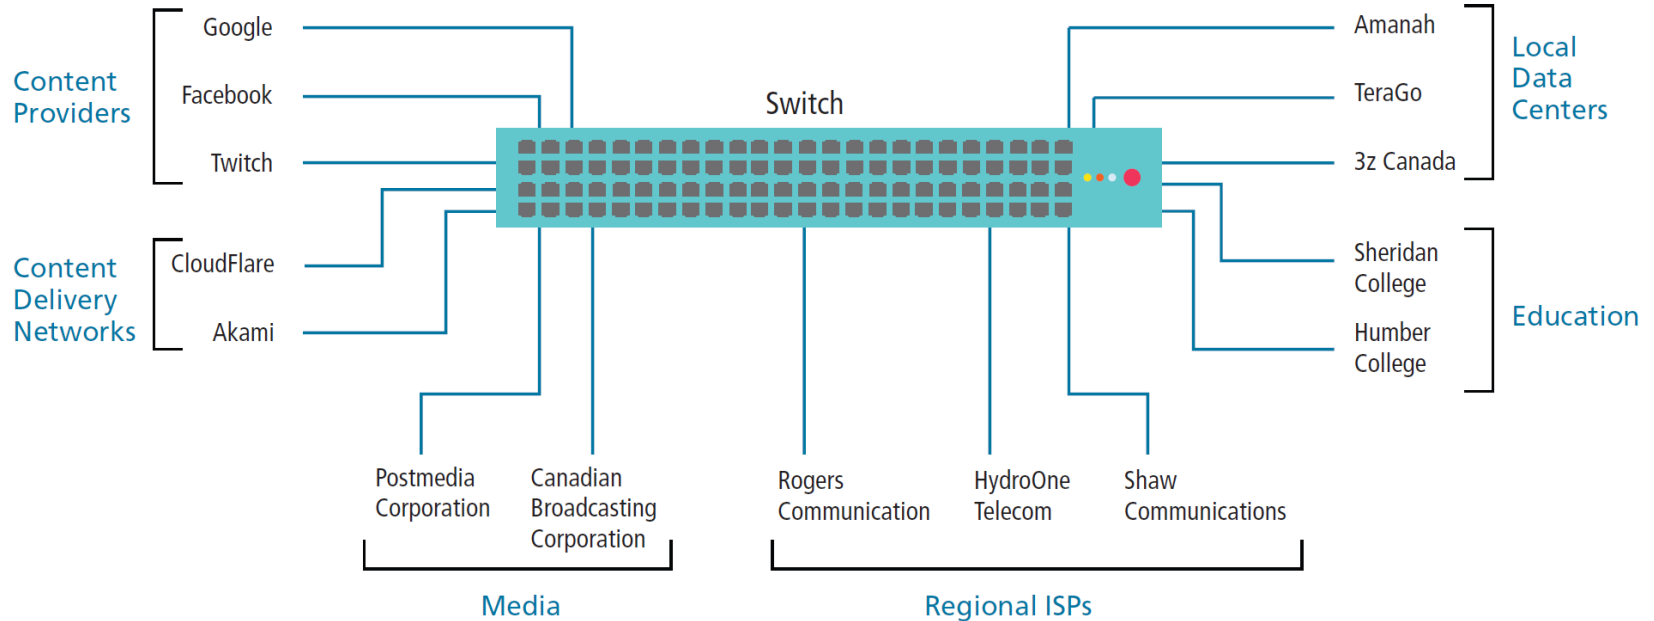 Content
Providers
Google
Facebook
Twitch
Content
Delivery
Networks
CloudFlare
Akami
Switch
Amanah
TeraGo
3z Canada
Local
Data
Centers
Sheridan
College
Humber
College
Education
Postmedia
Corporation
Canadian
Broadcasting
Corporation
Media
Rogers
Communication
HydroOne
Telecom
Shaw
Communications
Regional ISPs